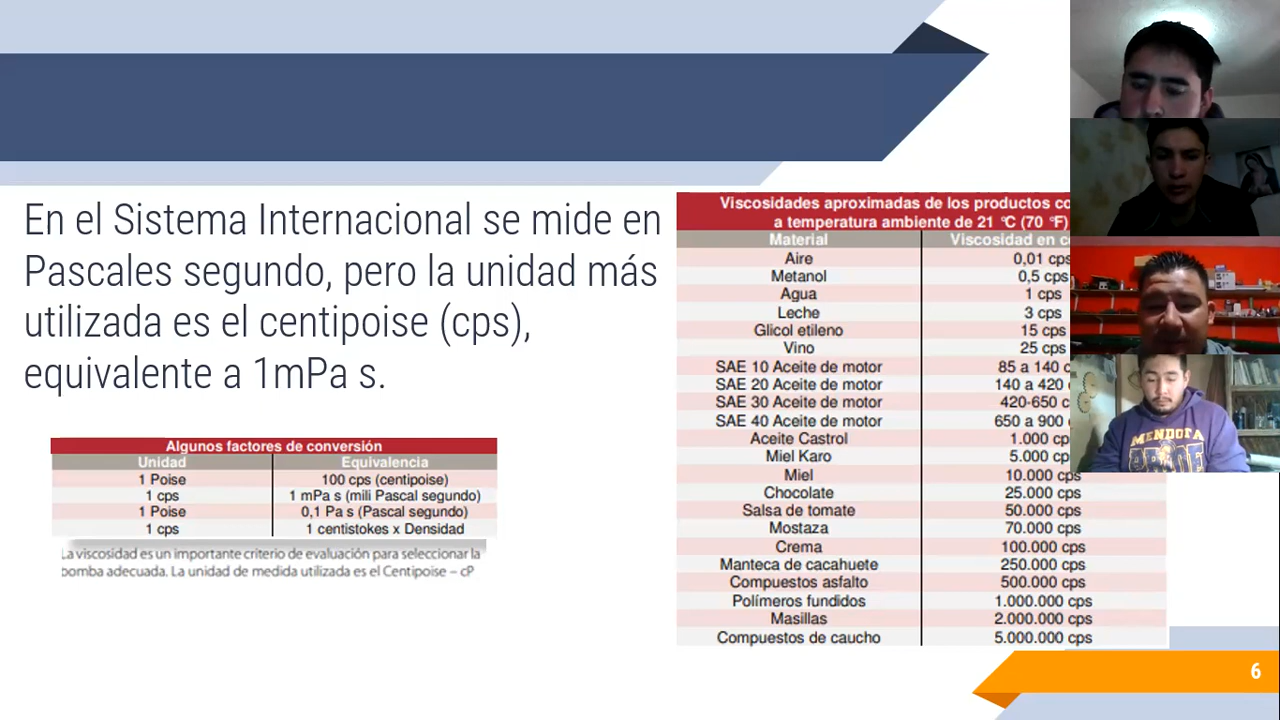 En el Sistema Internacional se mide en
Pascales segundo, pero la unidad más
utilizada es el centipoise (cps),
equivalente a 1mPa s.
Algunos factores de conversión
Unidad Equivalencia
1 Poise 100 cps (centipoise)
1 cps 1 mPa s (mili Pascal segundo)
1 Poise 0,1 Pa s (Pascal segundo)
1 cps 1 centistokes x Densidad
La viscosidad es un importante criterio de evaluación para seleccionar la
bomba adecuada. La unidad de medida utilizada es el Centipoise – cP
Viscosidades aproximadas de los productos
a temperatura ambiente de 21 °C (70 °F)
Material Viscosidad en
Aire 0,01 cps
Metanol 0,5 cps
Agua 1 cps
Leche 3 cps
Glicol etileno 15 cps
Vino 25 cps
SAE 10 Aceite de motor 85 a 140
SAE 20 Aceite de motor 140 a 420
SAE 30 Aceite de motor 420-650
SAE 40 Aceite de motor 650 a 900
Aceite Castrol 1.000
Miel Karo 5.000
Miel 10.000 cps
Chocolate 25.000 cps
Salsa de tomate 50.000 cps
Mostaza 70.000 cps
Crema 100.000 cps
Manteca de cacahuete 250.000 cps
Compuestos asfalto 500.000 cps
Polímeros fundidos 1.000.000 cps
Masillas 2.000.000 cps
Compuestos de caucho 5.000.000 cps
MENDOTA
6